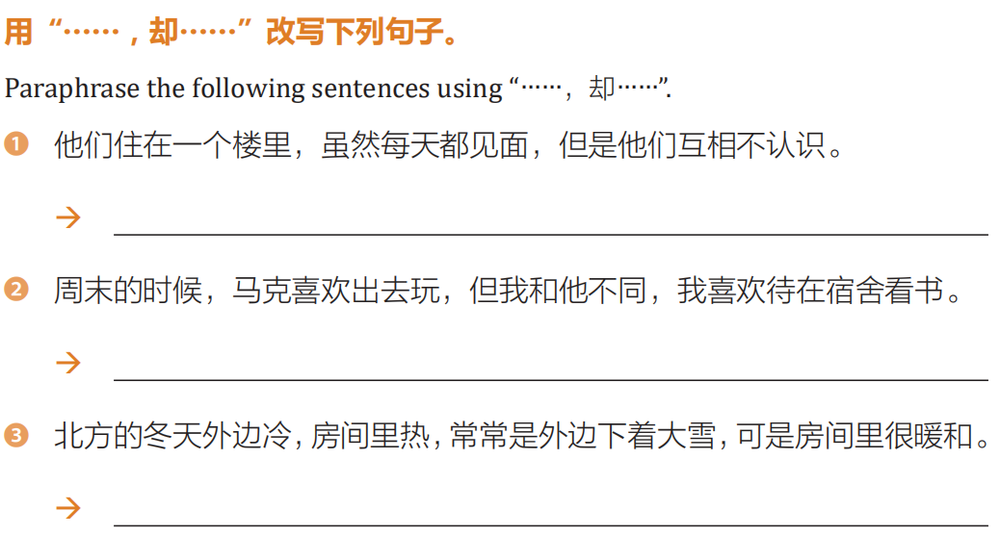 用“……，却……”改写下列句子。
Paraphrase the following sentences using “……，却……”.
1 他们住在一个楼里，虽然每天都见面，但是他们互相不认识。
→
2 周末的时候，马克喜欢出去玩，但我和他不同，我喜欢待在宿舍看书。
→
3 北方的冬天外边冷，房间里热，常常是外边下着大雪，可是房间里很暖和。
→